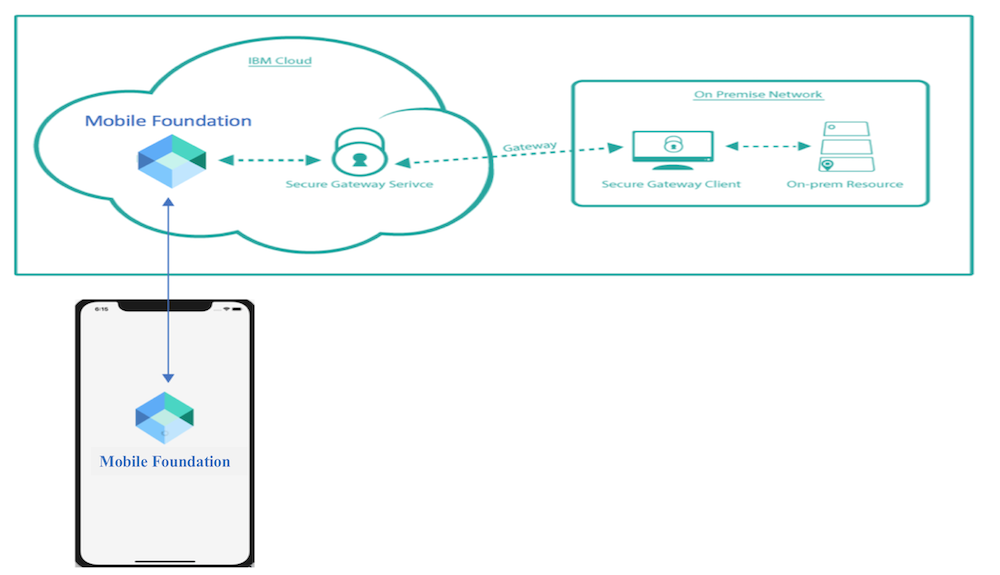 IBM Cloud
On Premise Network
Mobile Foundation
Gateway
Secure Gateway Serivce
Secure Gateway Client
On-prem Resource
6:15
Mobile Foundation